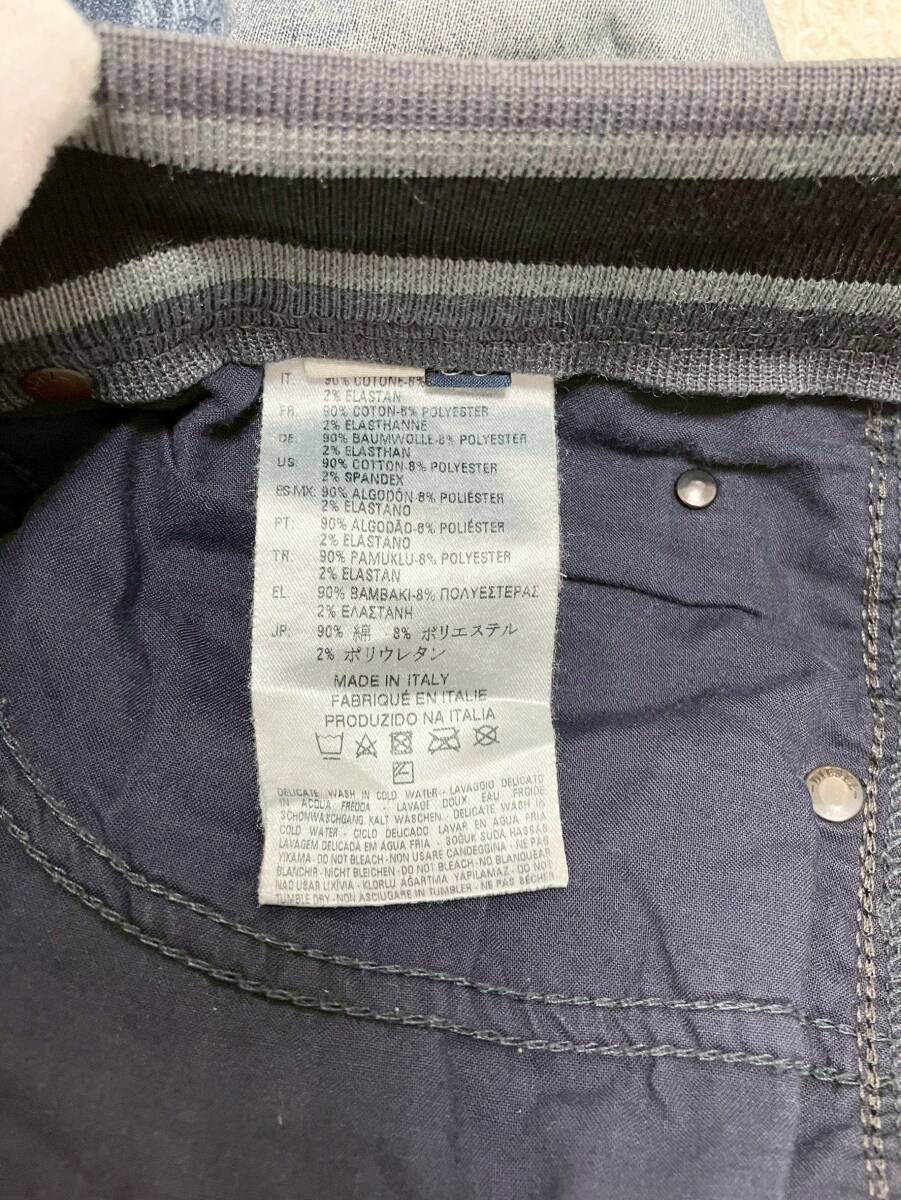 IT: 90% COTONE-8%
2% ELASTAN
FR: 90% COTON-8% POLYESTER
2% ELASTHANNE
DE: 90% BAUMWOLLE-8% POLYESTER
2% ELASTHAN
US: 90% COTTON-8% POLYESTER
2% SPANDEX
ES-MX: 90% ALGODÓN-8% POLIÉSTER
2% ELASTANO
PT: 90% ALGODÃO-8% POLIÉSTER
2% ELASTANO
TR: 90% PAMUKLU-8% POLYESTER
2% ELASTAN
EL: 90% ΒΑΜΒΑΚΙ-8% ΠΟΛΥΕΣΤΕΡΑΣ
2% ΕΛΑΣΤΑΝΗ
JP: 90% 綿 8% ポリエステル
2% ポリウレタン
MADE IN ITALY
FABRIQUÉ EN ITALIE
PRODUZIDO NA ITALIA
DELICATE WASH IN COLD WATER - LAVAGGIO DELICATO
IN ACQUA FREDDA - LAVAGE DOUX EAU FROIDE
SCHONWASCHGANG, KALT WASCHEN - DELICATE WASH IN
COLD WATER - CICLO DELICADO LAVAR EN AGUA FRIA
LAVAGEM DELICADA EM ÁGUA FRIA - SOĞUK SUDA HASSAS
YIKAMA - DO NOT BLEACH - NON USARE CANDEGGINA - NE PAS
BLANCHIR - NICHT BLEICHEN - DO NOT BLEACH - NO BLANQUEAR
NAO USAR LIXÍVIA - KLORLU AĞARTMA YAPILAMAZ - DO NOT
TUMBLE DRY - NON ASCIUGARE IN TUMBLER - NE PAS SÉCHER
DIESEL